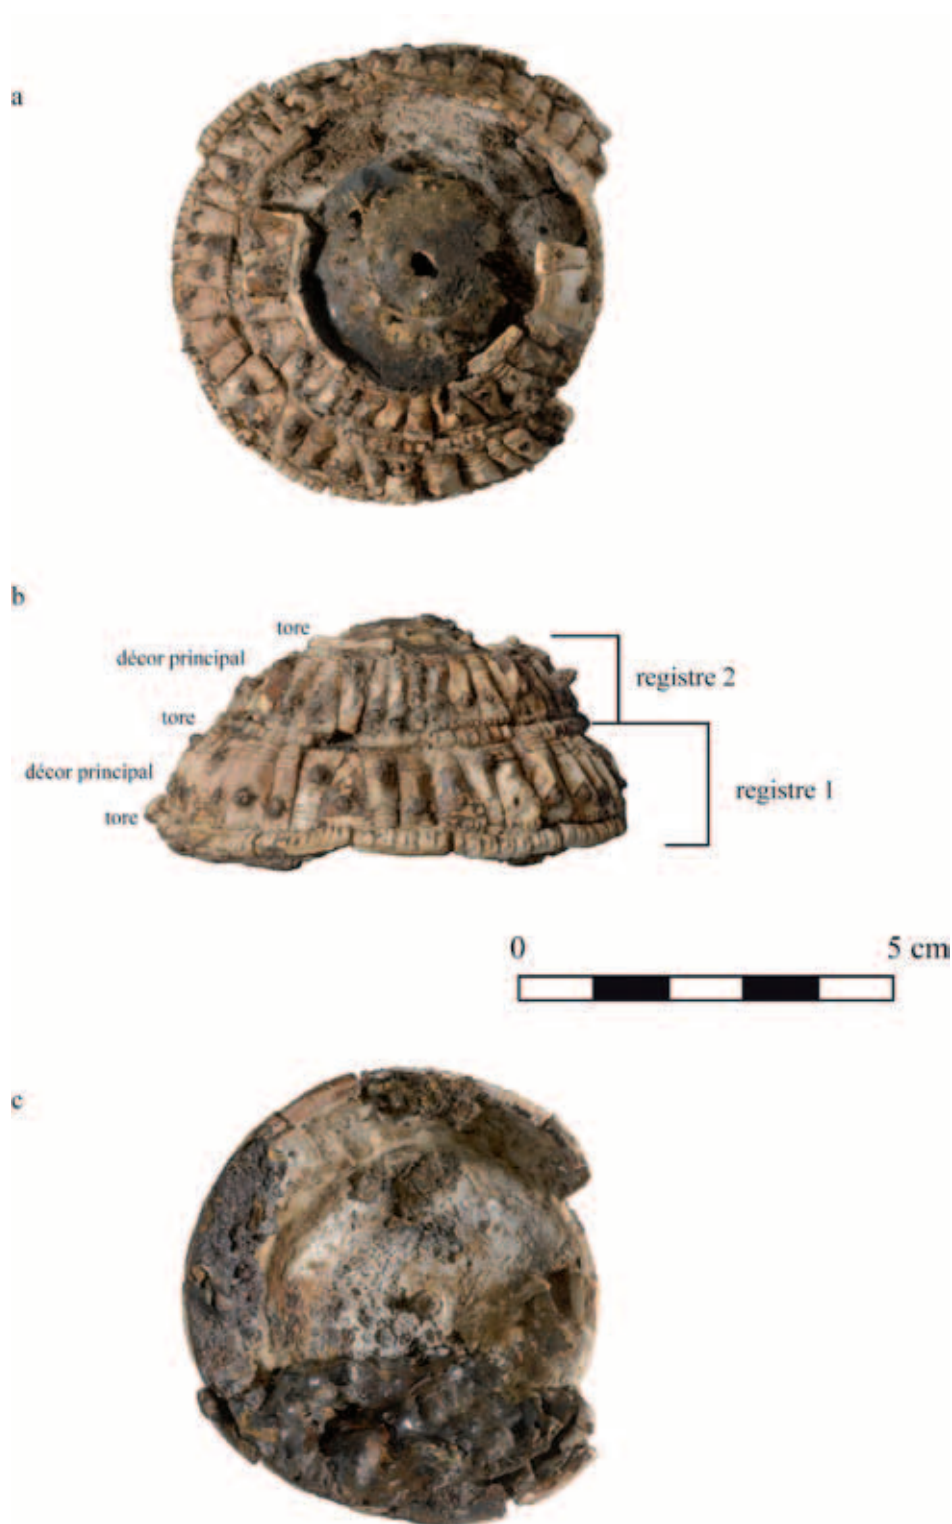 a
b
tore
décor principal
registre 2
tore
décor principal
registre 1
tore
0 5 cm
c